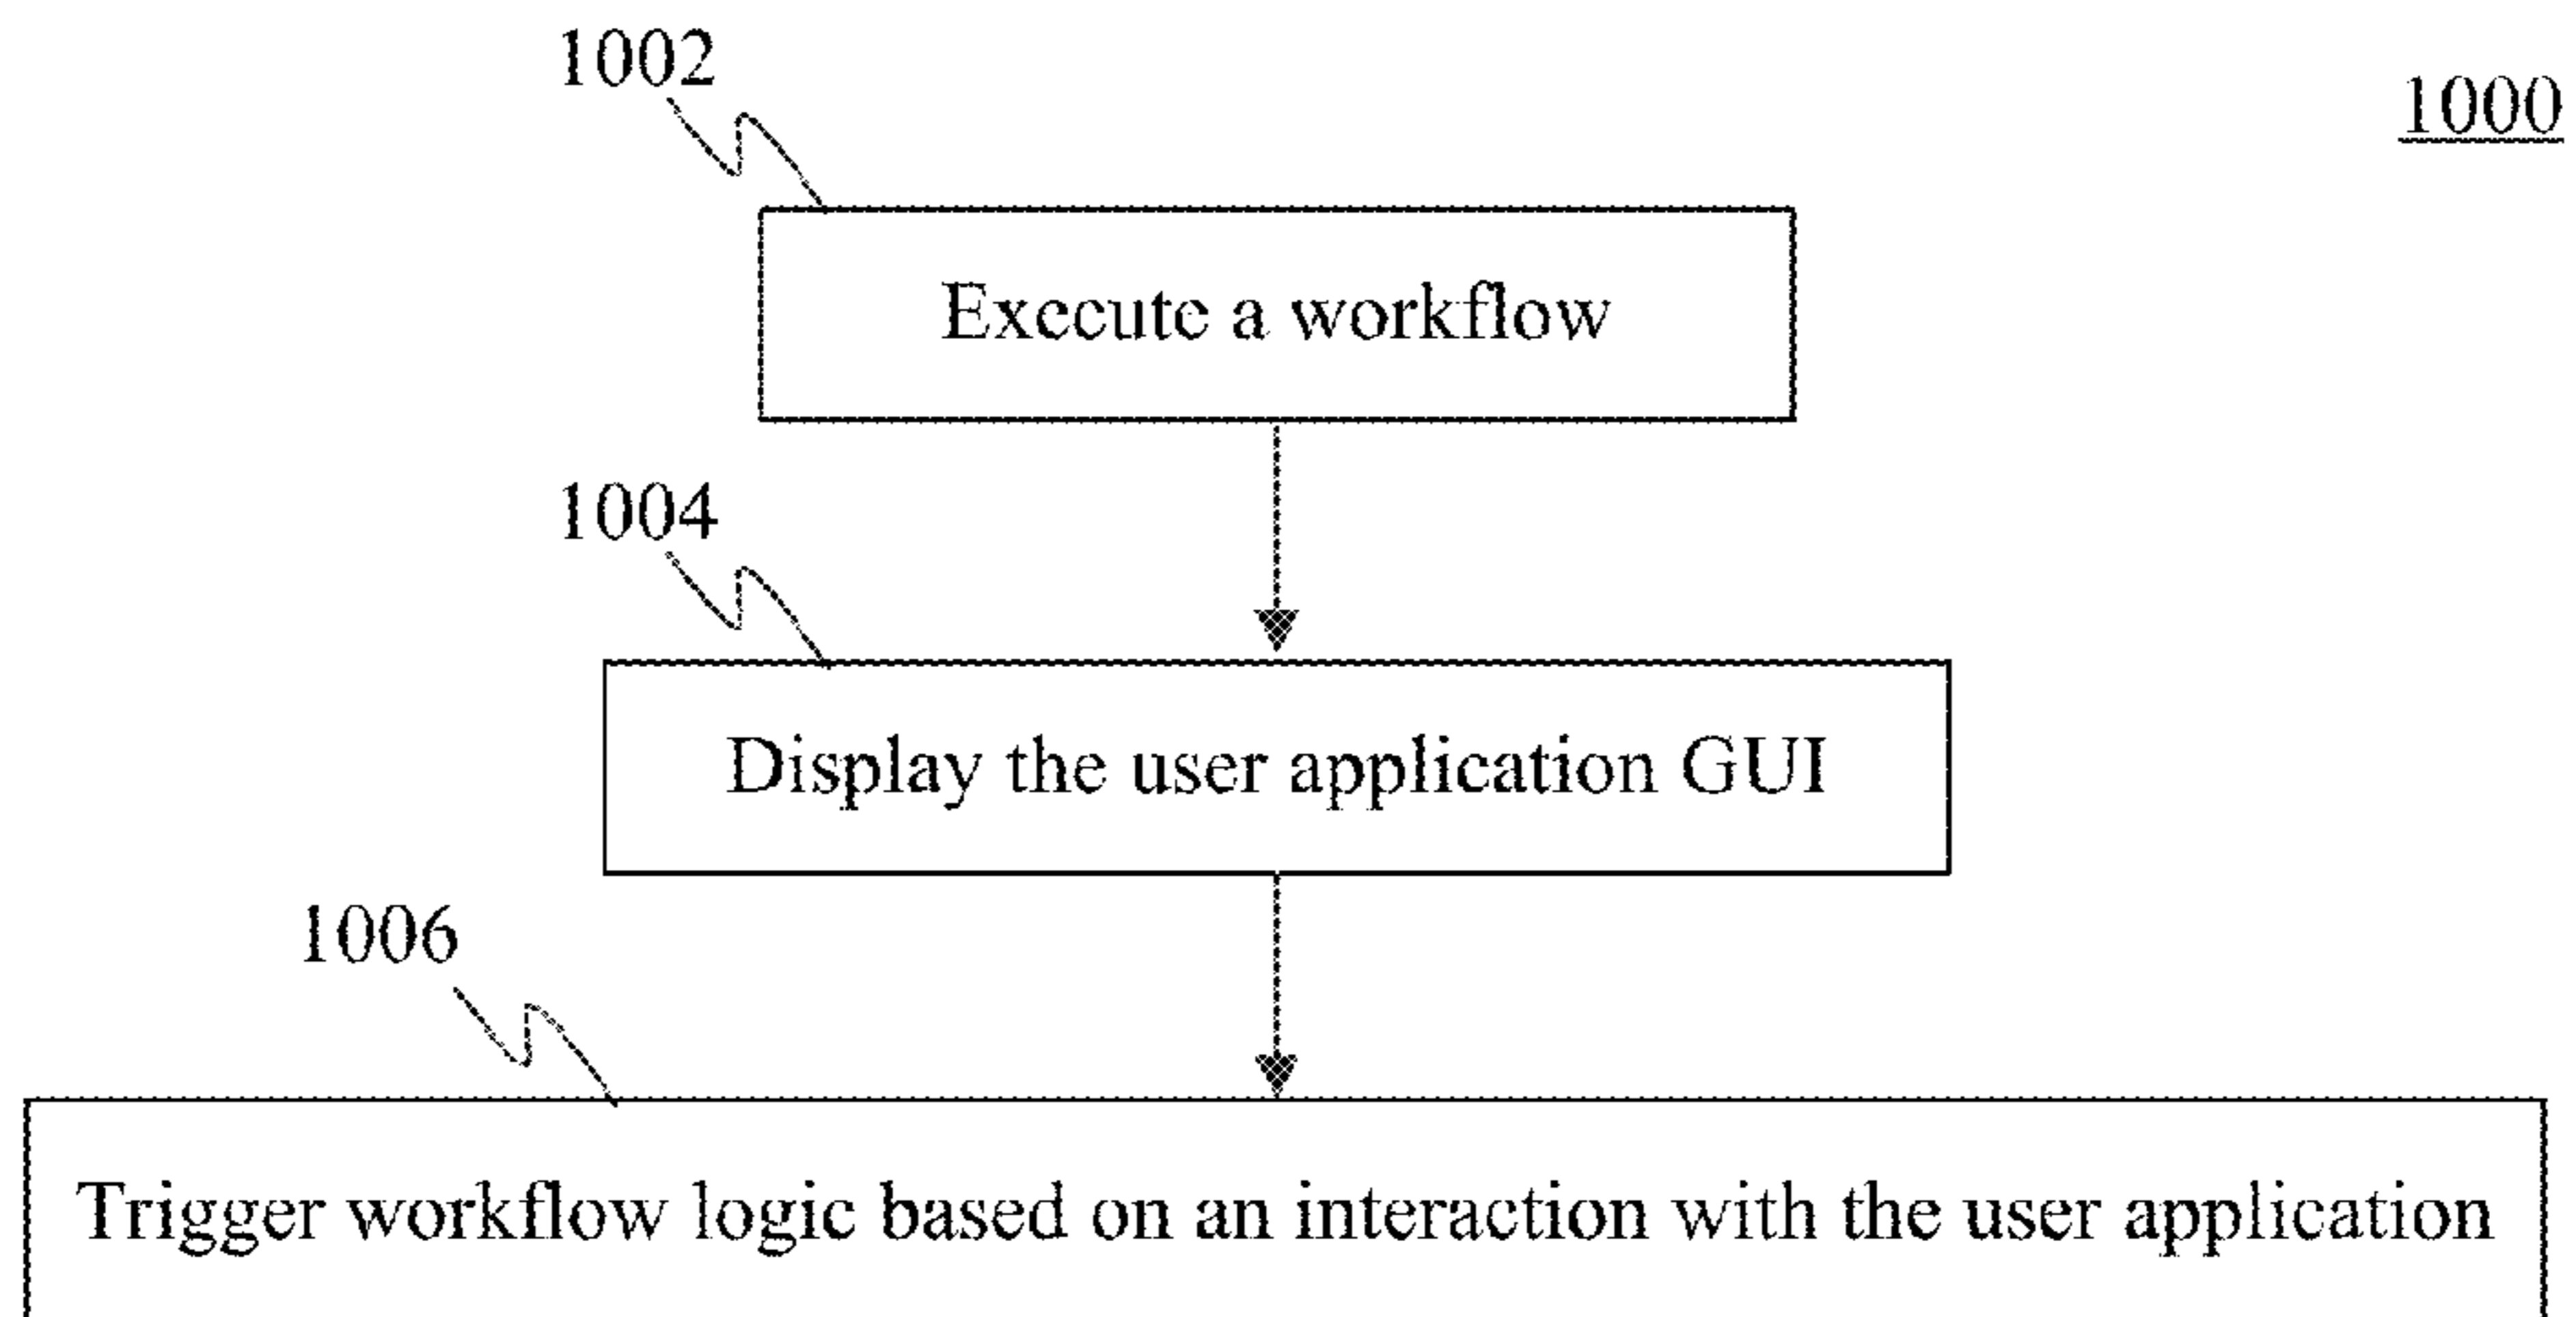 1002
1000
Execute a workflow
1004
Display the user application GUI
1006
Trigger workflow logic based on an interaction with the user application